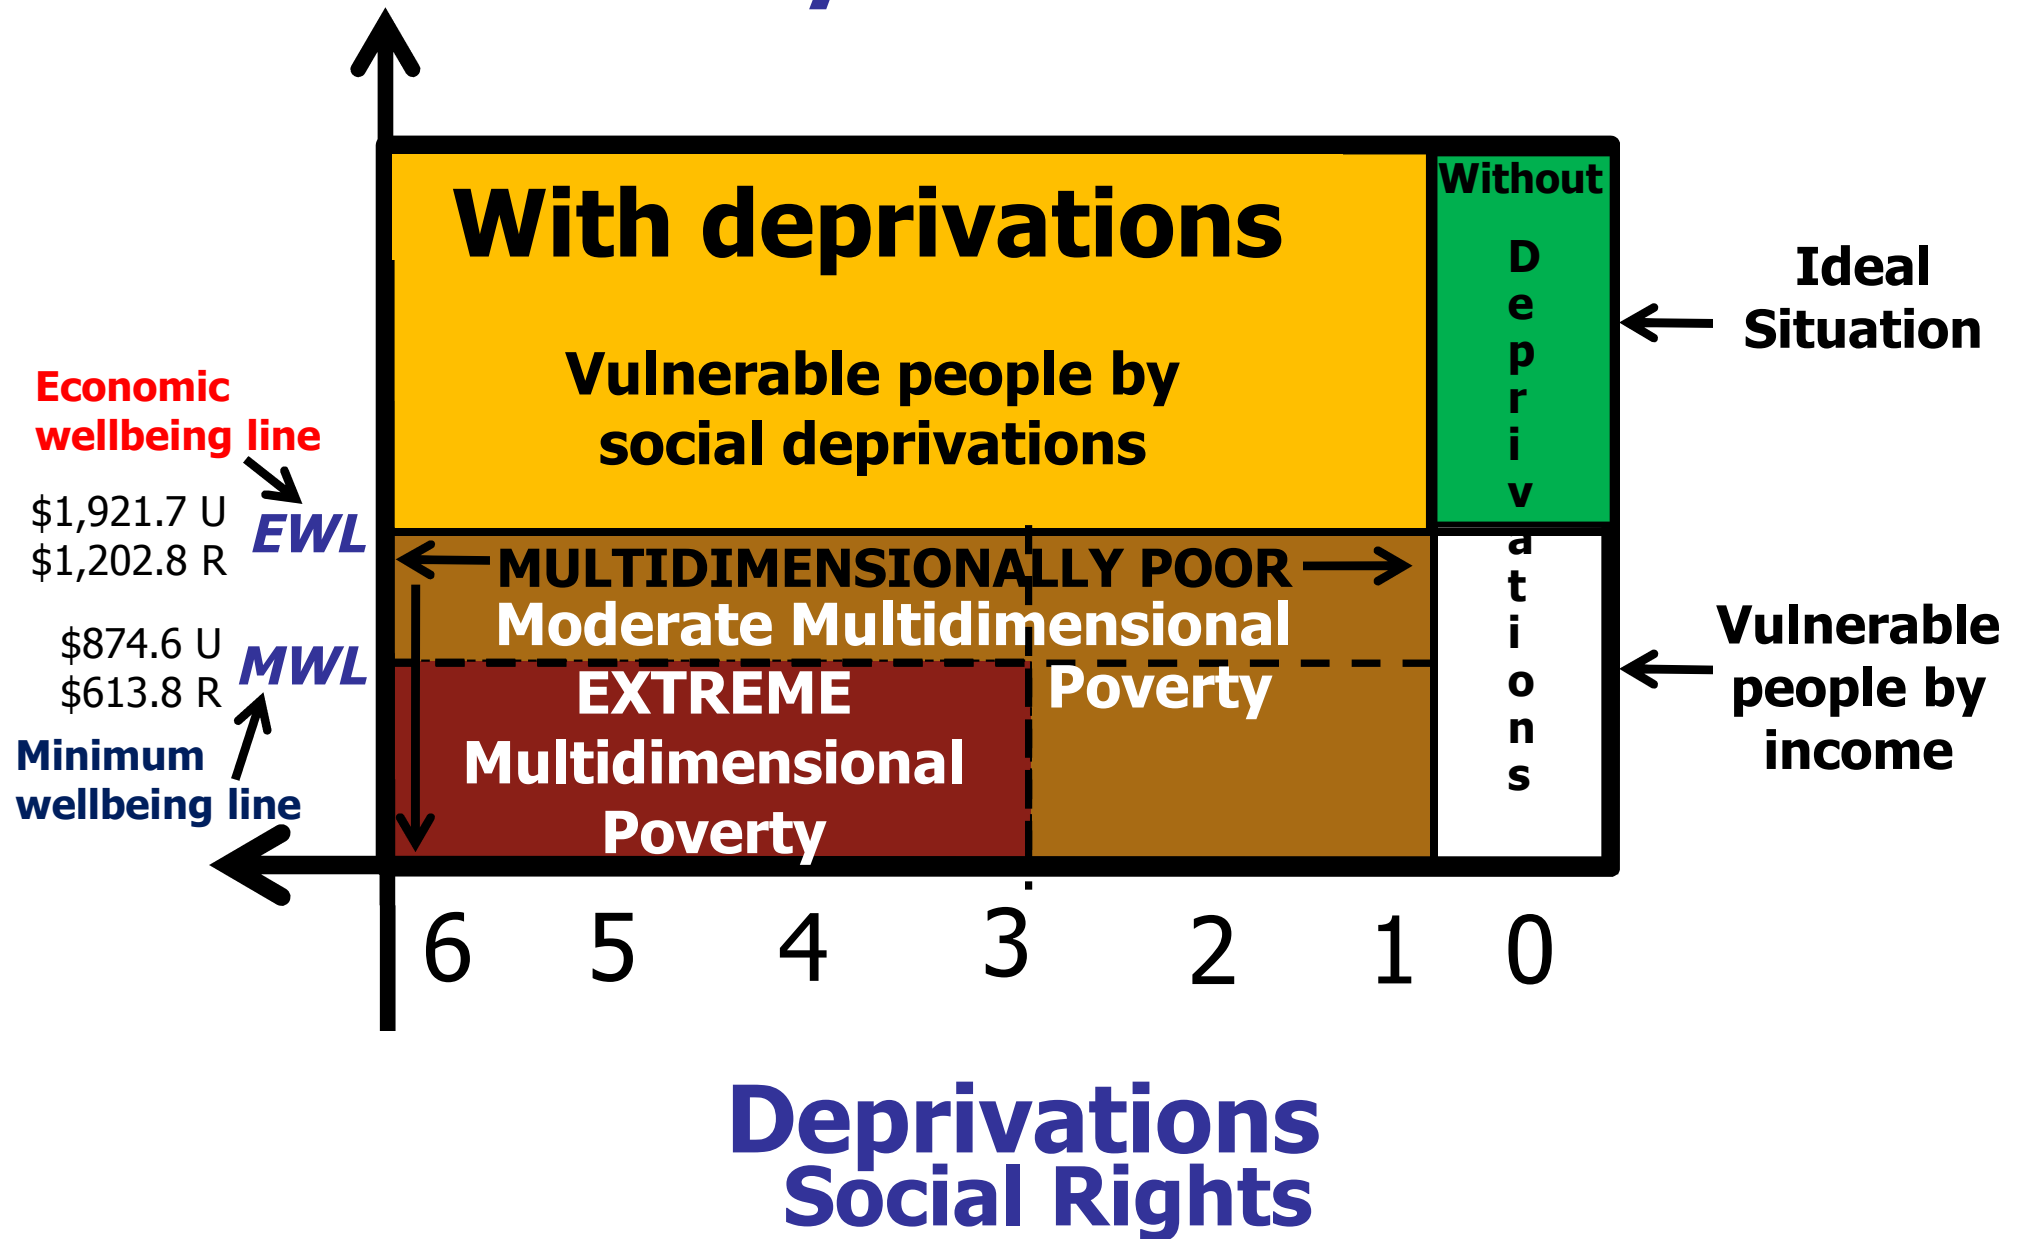 With deprivations
Without
Deprivations
Vulnerable people by
social deprivations
Ideal
Situation
Economic
wellbeing line
$1,921.7 U
$1,202.8 R
EWL
MULTIDIMENSIONALLY POOR
Moderate Multidimensional
Poverty
$874.6 U
$613.8 R
MWL
Minimum
wellbeing line
EXTREME
Multidimensional
Poverty
Vulnerable
people by
income
6 5 4 3 2 1 0
Deprivations
Social Rights